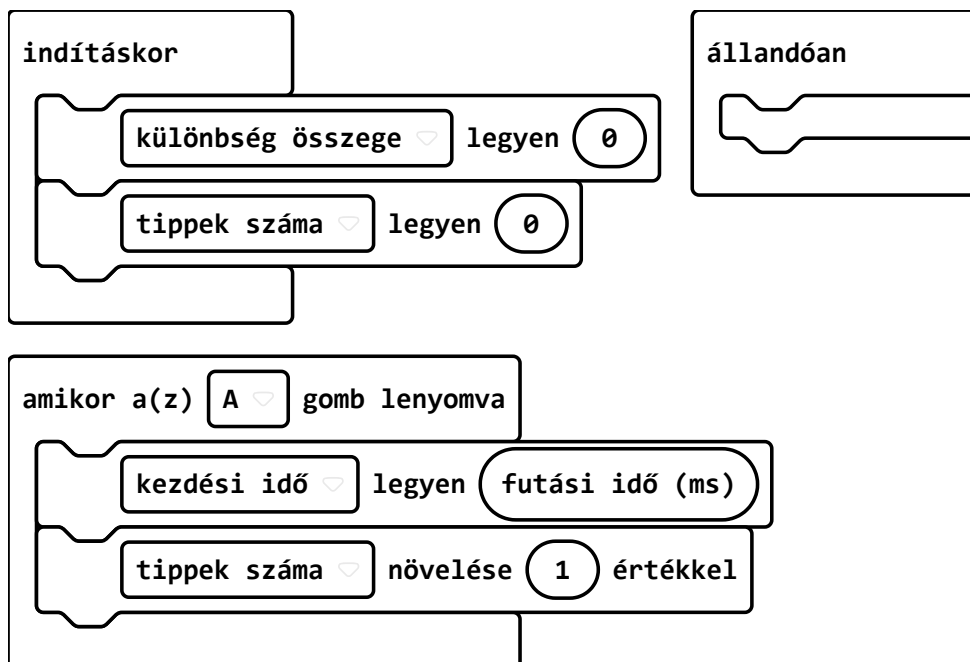 indításkor
különbség összege legyen 0
tippek száma legyen 0
állandóan
amikor a(z) A gomb lenyomva
kezdési idő legyen futási idő (ms)
tippek száma növelése 1 értékkel